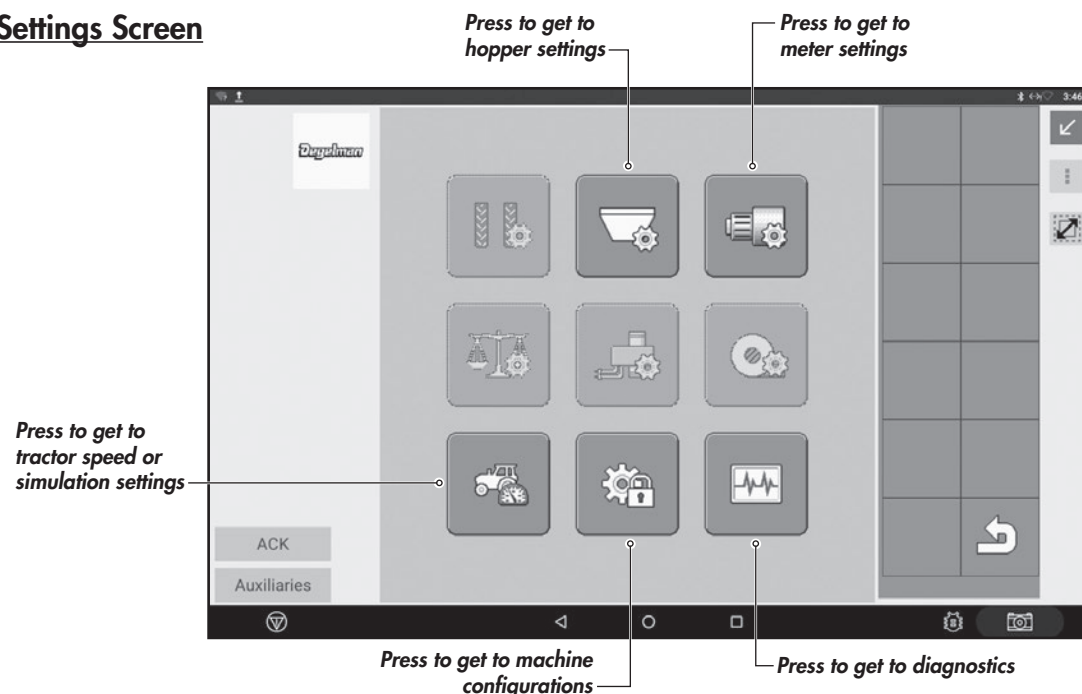 Settings Screen
Press to get to
hopper settings
Press to get to
meter settings
3:46
Degelman
Press to get to
tractor speed or
simulation settings
ACK
Auxiliaries
Press to get to machine
configurations
Press to get to diagnostics